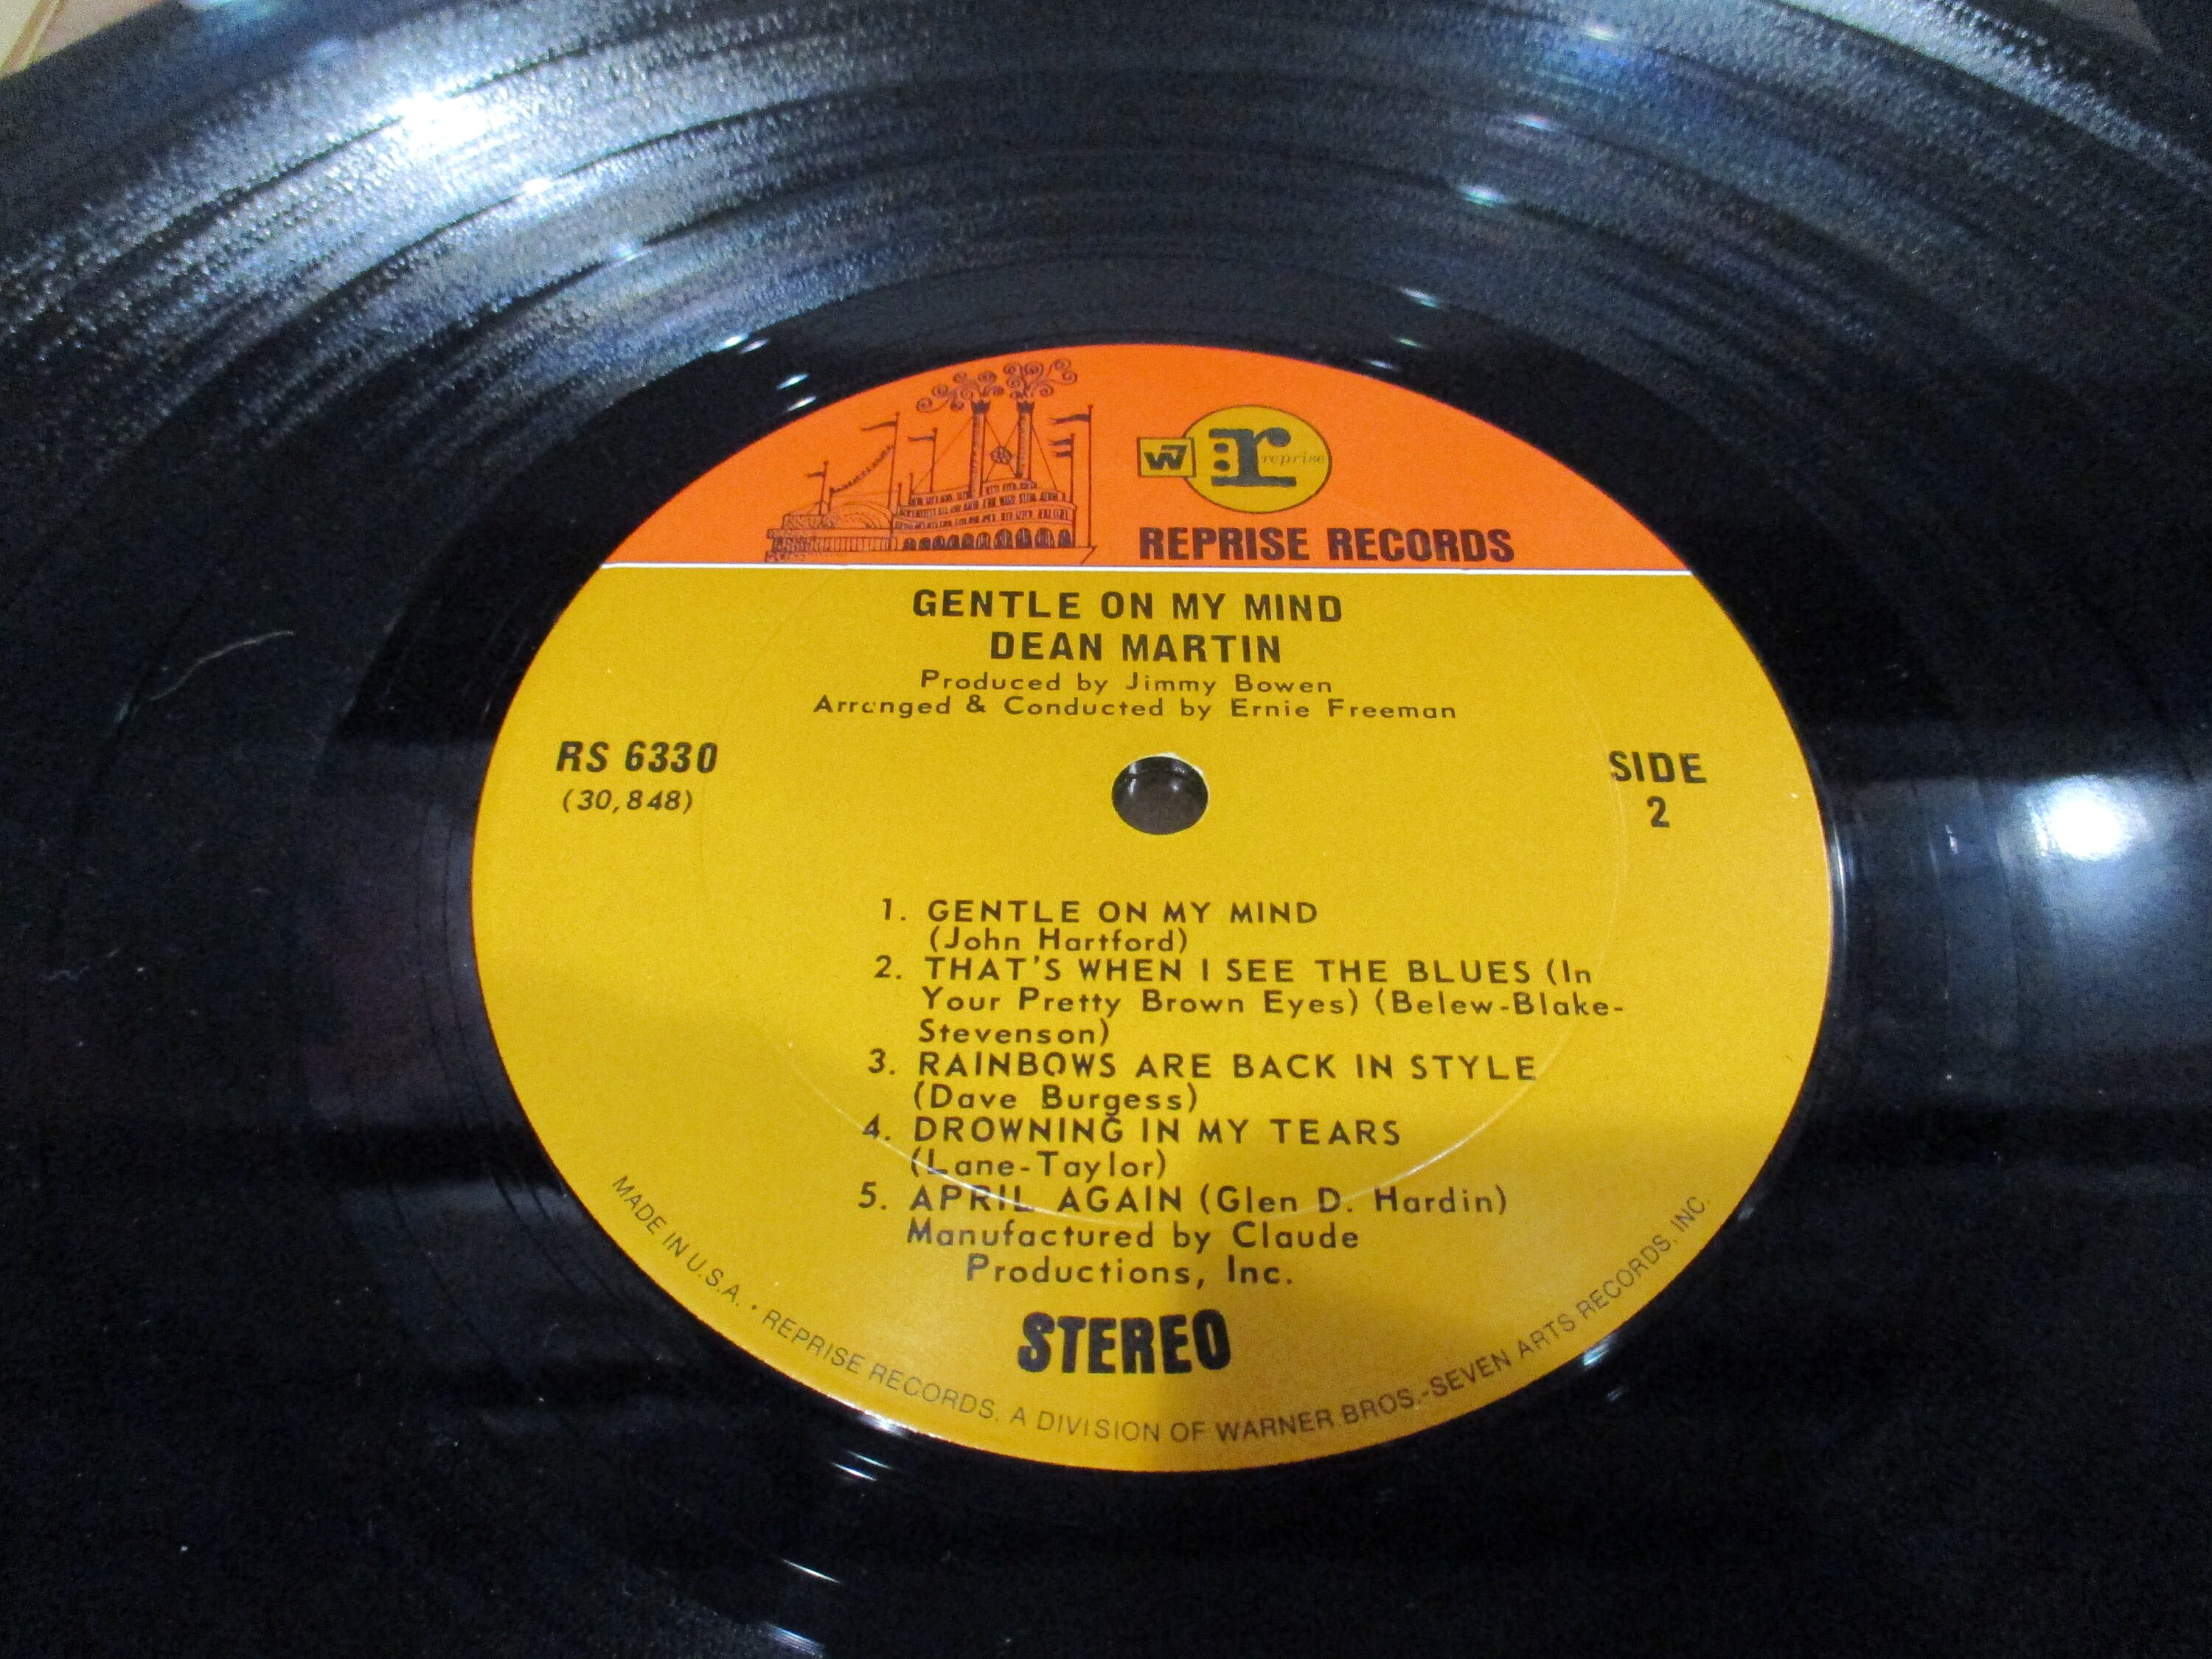 W7 r reprise
REPRISE RECORDS
GENTLE ON MY MIND
DEAN MARTIN
Produced by Jimmy Bowen
Arranged & Conducted by Ernie Freeman
RS 6330
(30,848)
SIDE
2
1. GENTLE ON MY MIND
(John Hartford)
2. THAT'S WHEN I SEE THE BLUES (In
Your Pretty Brown Eyes) (Belew-Blake-
Stevenson)
3. RAINBOWS ARE BACK IN STYLE
(Dave Burgess)
4. DROWNING IN MY TEARS
(Lane-Taylor)
5. APRIL AGAIN (Glen D. Hardin)
Manufactured by Claude
Productions, Inc.
STEREO
MADE IN U.S.A. • REPRISE RECORDS, A DIVISION OF WARNER BROS.-SEVEN ARTS RECORDS, INC.